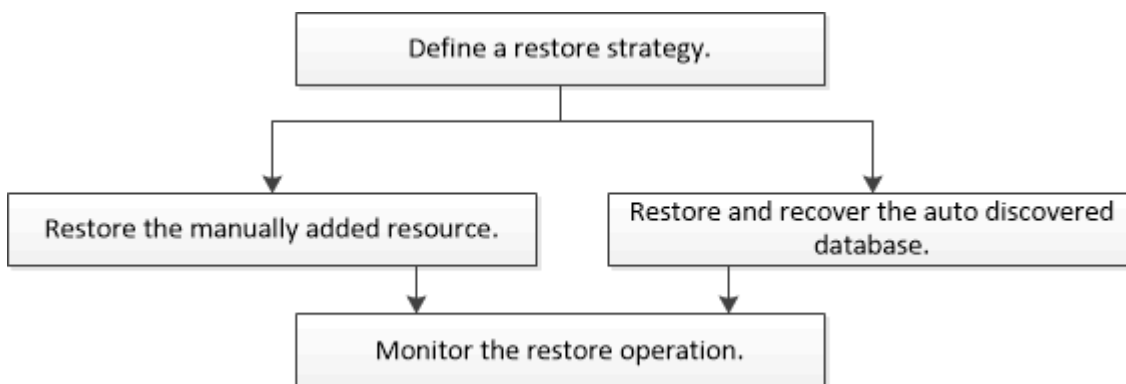 Define a restore strategy.
Restore the manually added resource.
Restore and recover the auto discovered
database.
Monitor the restore operation.